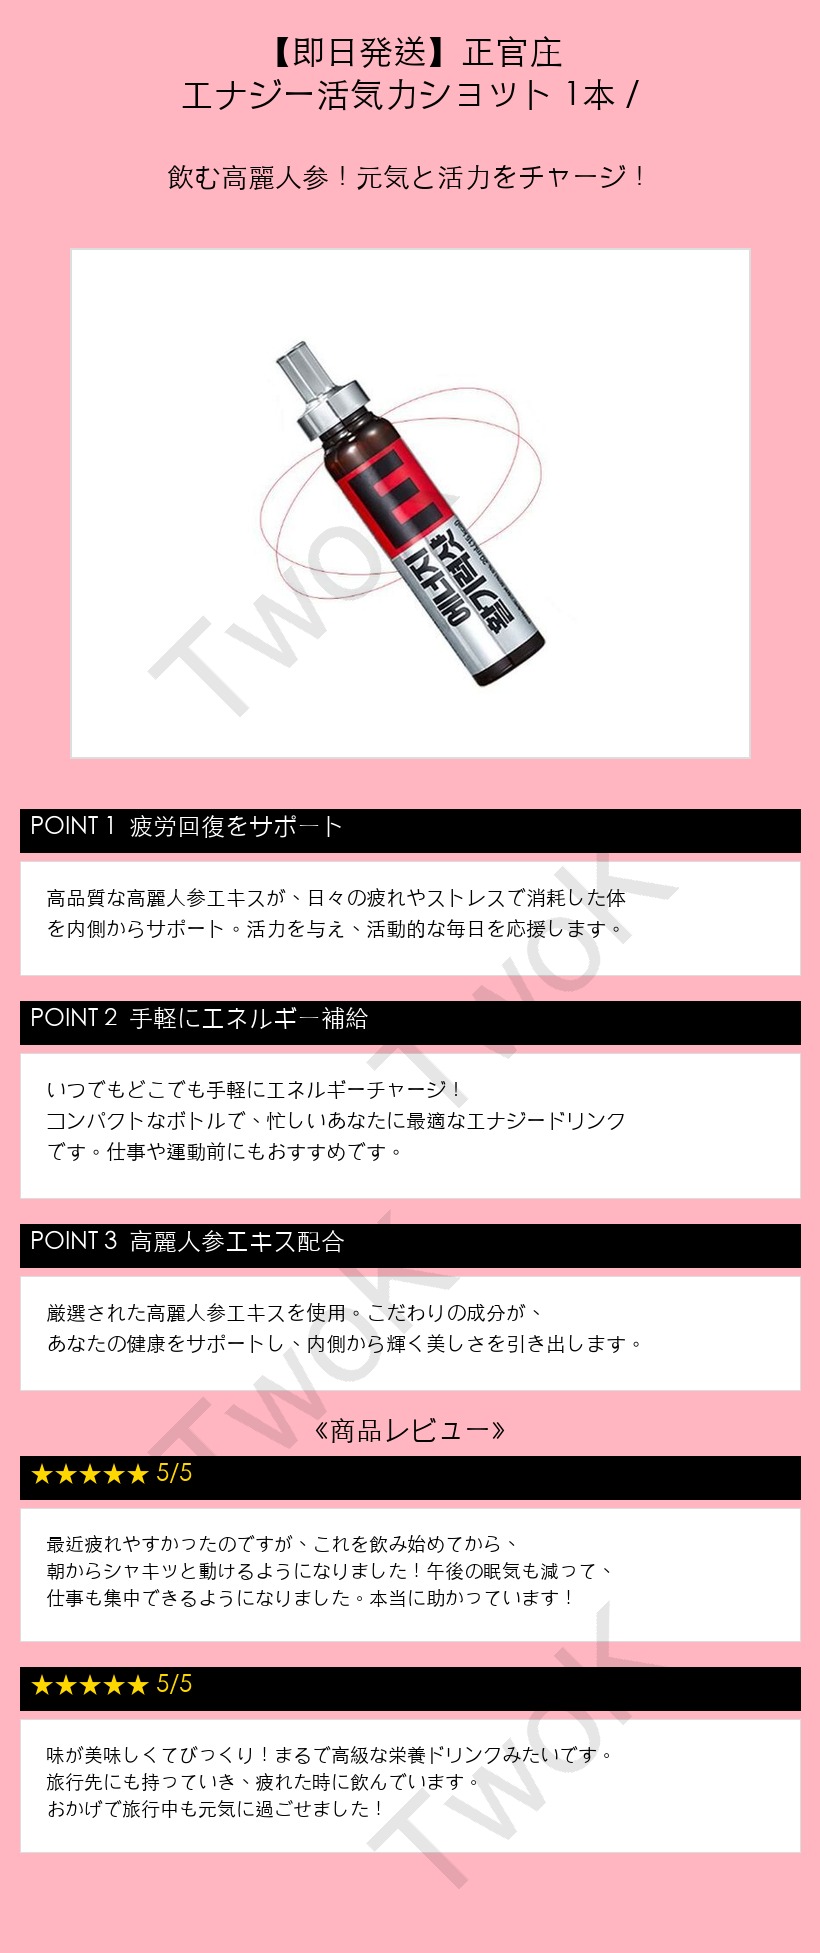 【即日発送】正官庄
エナジー活気力ショット 1本 /
飲む高麗人参！元気と活力をチャージ！
E
에너지
활기력샷
20 ml (15 kcal)
TwoK
POINT 1 疲労回復をサポート
高品質な高麗人参エキスが、日々の疲れやストレスで消耗した体
を内側からサポート。活力を与え、活動的な毎日を応援します。
TwoK
POINT 2 手軽にエネルギー補給
いつでもどこでも手軽にエネルギーチャージ！
コンパクトなボトルで、忙しいあなたに最適なエナジードリンク
です。仕事や運動前にもおすすめです。
POINT 3 高麗人参エキス配合
厳選された高麗人参エキスを使用。こだわりの成分が、
あなたの健康をサポートし、内側から輝く美しさを引き出します。
TwoK
《商品レビュー》
★★★★★ 5/5
最近疲れやすかったのですが、これを飲み始めてから、
朝からシャキッと動けるようになりました！午後の眠気も減って、
仕事も集中できるようになりました。本当に助かっています！
★★★★★ 5/5
味が美味しくてびっくり！まるで高級な栄養ドリンクみたいです。
旅行先にも持っていき、疲れた時に飲んでいます。
おかげで旅行中も元気に過ごせました！
TwoK